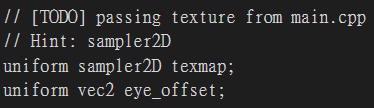 // [TODO] passing texture from main.cpp
// Hint: sampler2D
uniform sampler2D texmap;
uniform vec2 eye_offset;